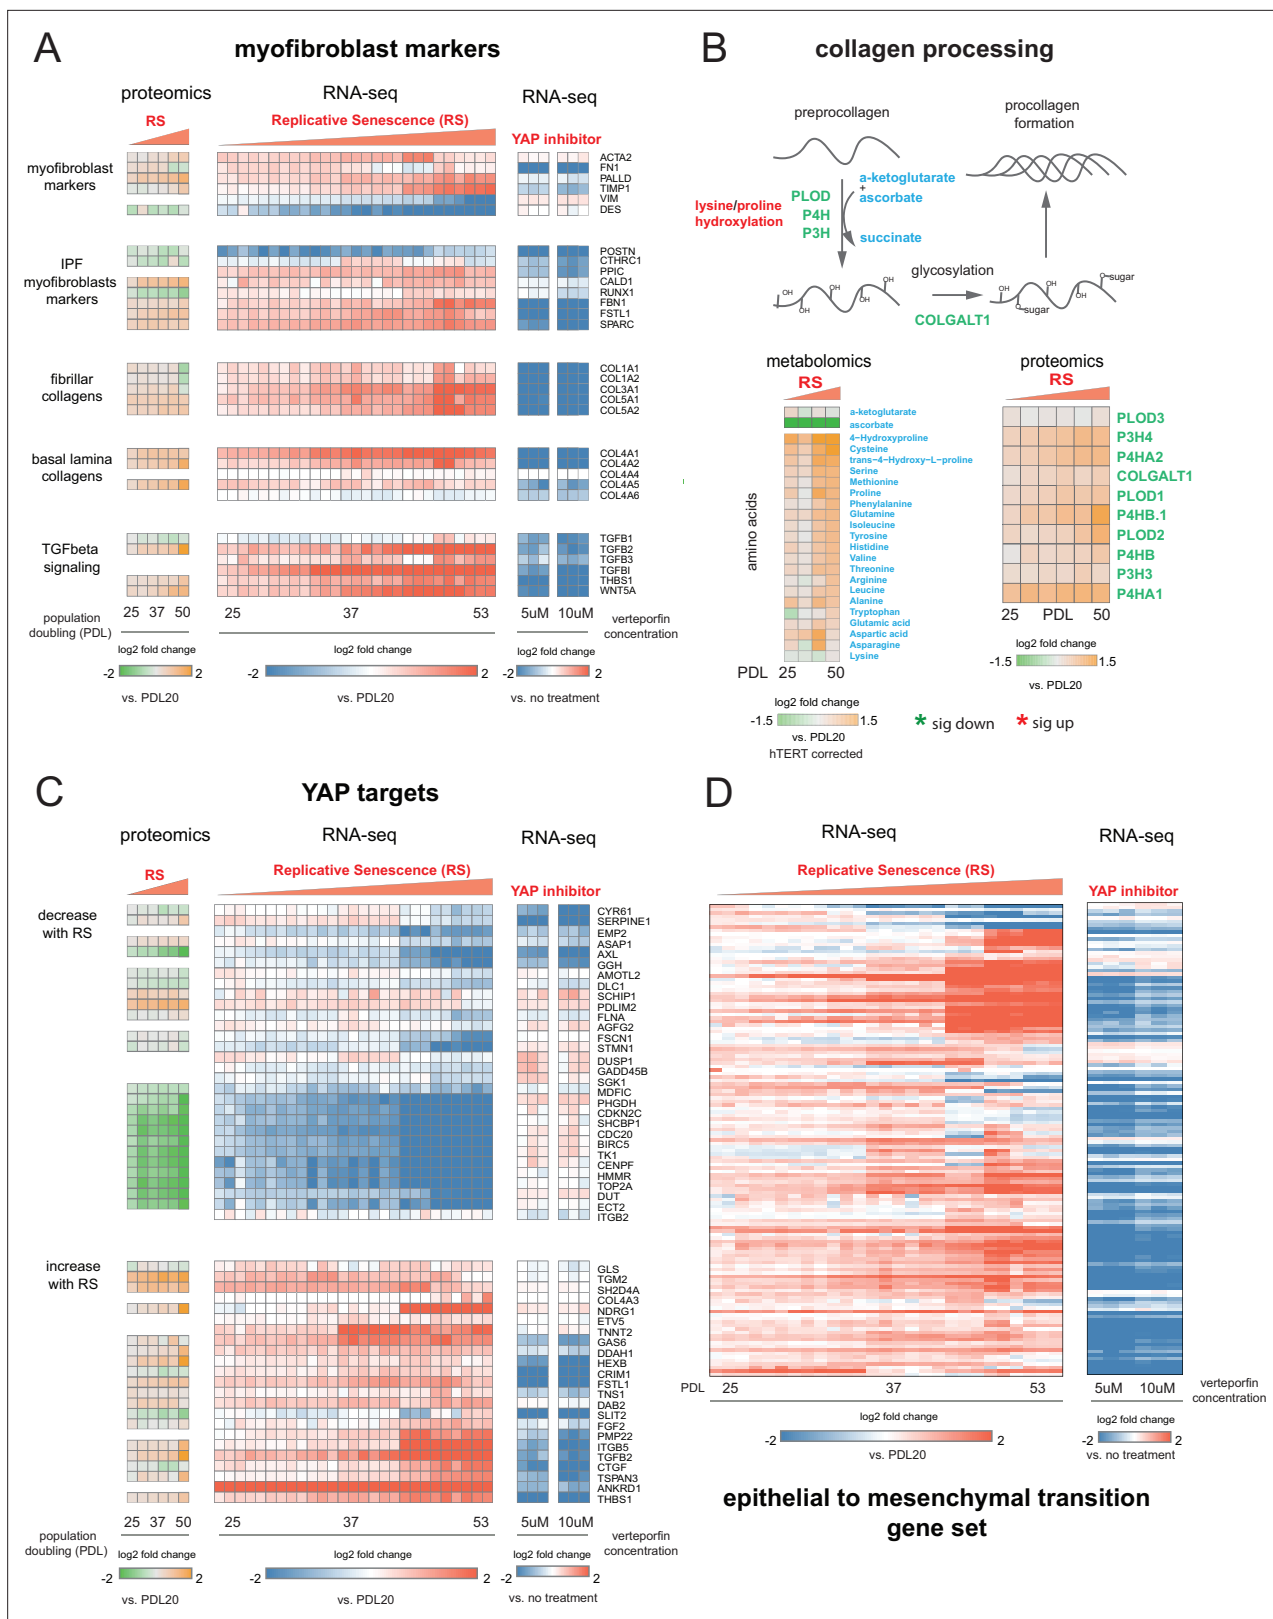 A
myofibroblast markers
proteomics
RNA-seq
RNA-seq
RS
Replicative Senescence (RS)
YAP inhibitor
myofibroblast
markers
ACTA2
FN1
PALLD
TIMP1
VIM
DES
IPF
myofibroblasts
markers
POSTN
CTHRC1
PPIC
CALD1
RUNX1
FBN1
FSTL1
SPARC
fibrillar
collagens
COL1A1
COL1A2
COL3A1
COL5A1
COL5A2
basal lamina
collagens
COL4A1
COL4A2
COL4A4
COL4A5
COL4A6
TGFbeta
signaling
TGFB1
TGFB2
TGFB3
TGFBI
THBS1
WNT5A
population
doubling (PDL)
25 37 50
25 37 53
5uM 10uM
verteporfin
concentration
log2 fold change
-2 2
vs. PDL20
log2 fold change
-2 2
vs. PDL20
log2 fold change
-2 2
vs. no treatment
B
collagen processing
preprocollagen
procollagen
formation
lysine/proline
hydroxylation
PLOD
P4H
P3H
a-ketoglutarate
+
ascorbate
succinate
glycosylation
COLGALT1
OH
OH
OH
OH
OH
OH
O-sugar
OH
OH
O-sugar
metabolomics
RS
amino acids
a-ketoglutarate
ascorbate
4-Hydroxyproline
Cysteine
trans-4-Hydroxy-L-proline
Serine
Methionine
Proline
Phenylalanine
Glutamine
Isoleucine
Tyrosine
Histidine
Valine
Threonine
Arginine
Leucine
Alanine
Tryptophan
Glutamic acid
Aspartic acid
Asparagine
Lysine
PDL 25 50
log2 fold change
-1.5 1.5
vs. PDL20
hTERT corrected
proteomics
RS
PLOD3
P3H4
P4HA2
COLGALT1
PLOD1
P4HB.1
PLOD2
P4HB
P3H3
P4HA1
25 PDL 50
log2 fold change
-1.5 1.5
vs. PDL20
* sig down * sig up
C
YAP targets
proteomics
RNA-seq
RNA-seq
RS
Replicative Senescence (RS)
YAP inhibitor
decrease
with RS
CYR61
SERPINE1
EMP2
ASAP1
AXL
GGH
AMOTL2
DLC1
SCHIP1
PDLIM2
FLNA
AGFG2
FSCN1
STMN1
DUSP1
GADD45B
SGK1
MDFIC
PHGDH
CDKN2C
SHCBP1
CDC20
BIRC5
TK1
CENPF
HMMR
TOP2A
DUT
ECT2
ITGB2
increase
with RS
GLS
TGM2
SH2D4A
COL4A3
NDRG1
ETV5
TNNT2
GAS6
DDAH1
HEXB
CRIM1
FSTL1
TNS1
DAB2
SLIT2
FGF2
PMP22
ITGB5
TGFB2
CTGF
TSPAN3
ANKRD1
THBS1
population
doubling (PDL)
25 37 50
25 37 53
5uM 10uM
verteporfin
concentration
log2 fold change
-2 2
vs. PDL20
log2 fold change
-2 2
vs. PDL20
log2 fold change
-2 2
vs. no treatment
D
RNA-seq
RNA-seq
Replicative Senescence (RS)
YAP inhibitor
PDL 25 37 53
5uM 10uM
verteporfin
concentration
log2 fold change
-2 2
vs. PDL20
log2 fold change
-2 2
vs. no treatment
epithelial to mesenchymal transition
gene set